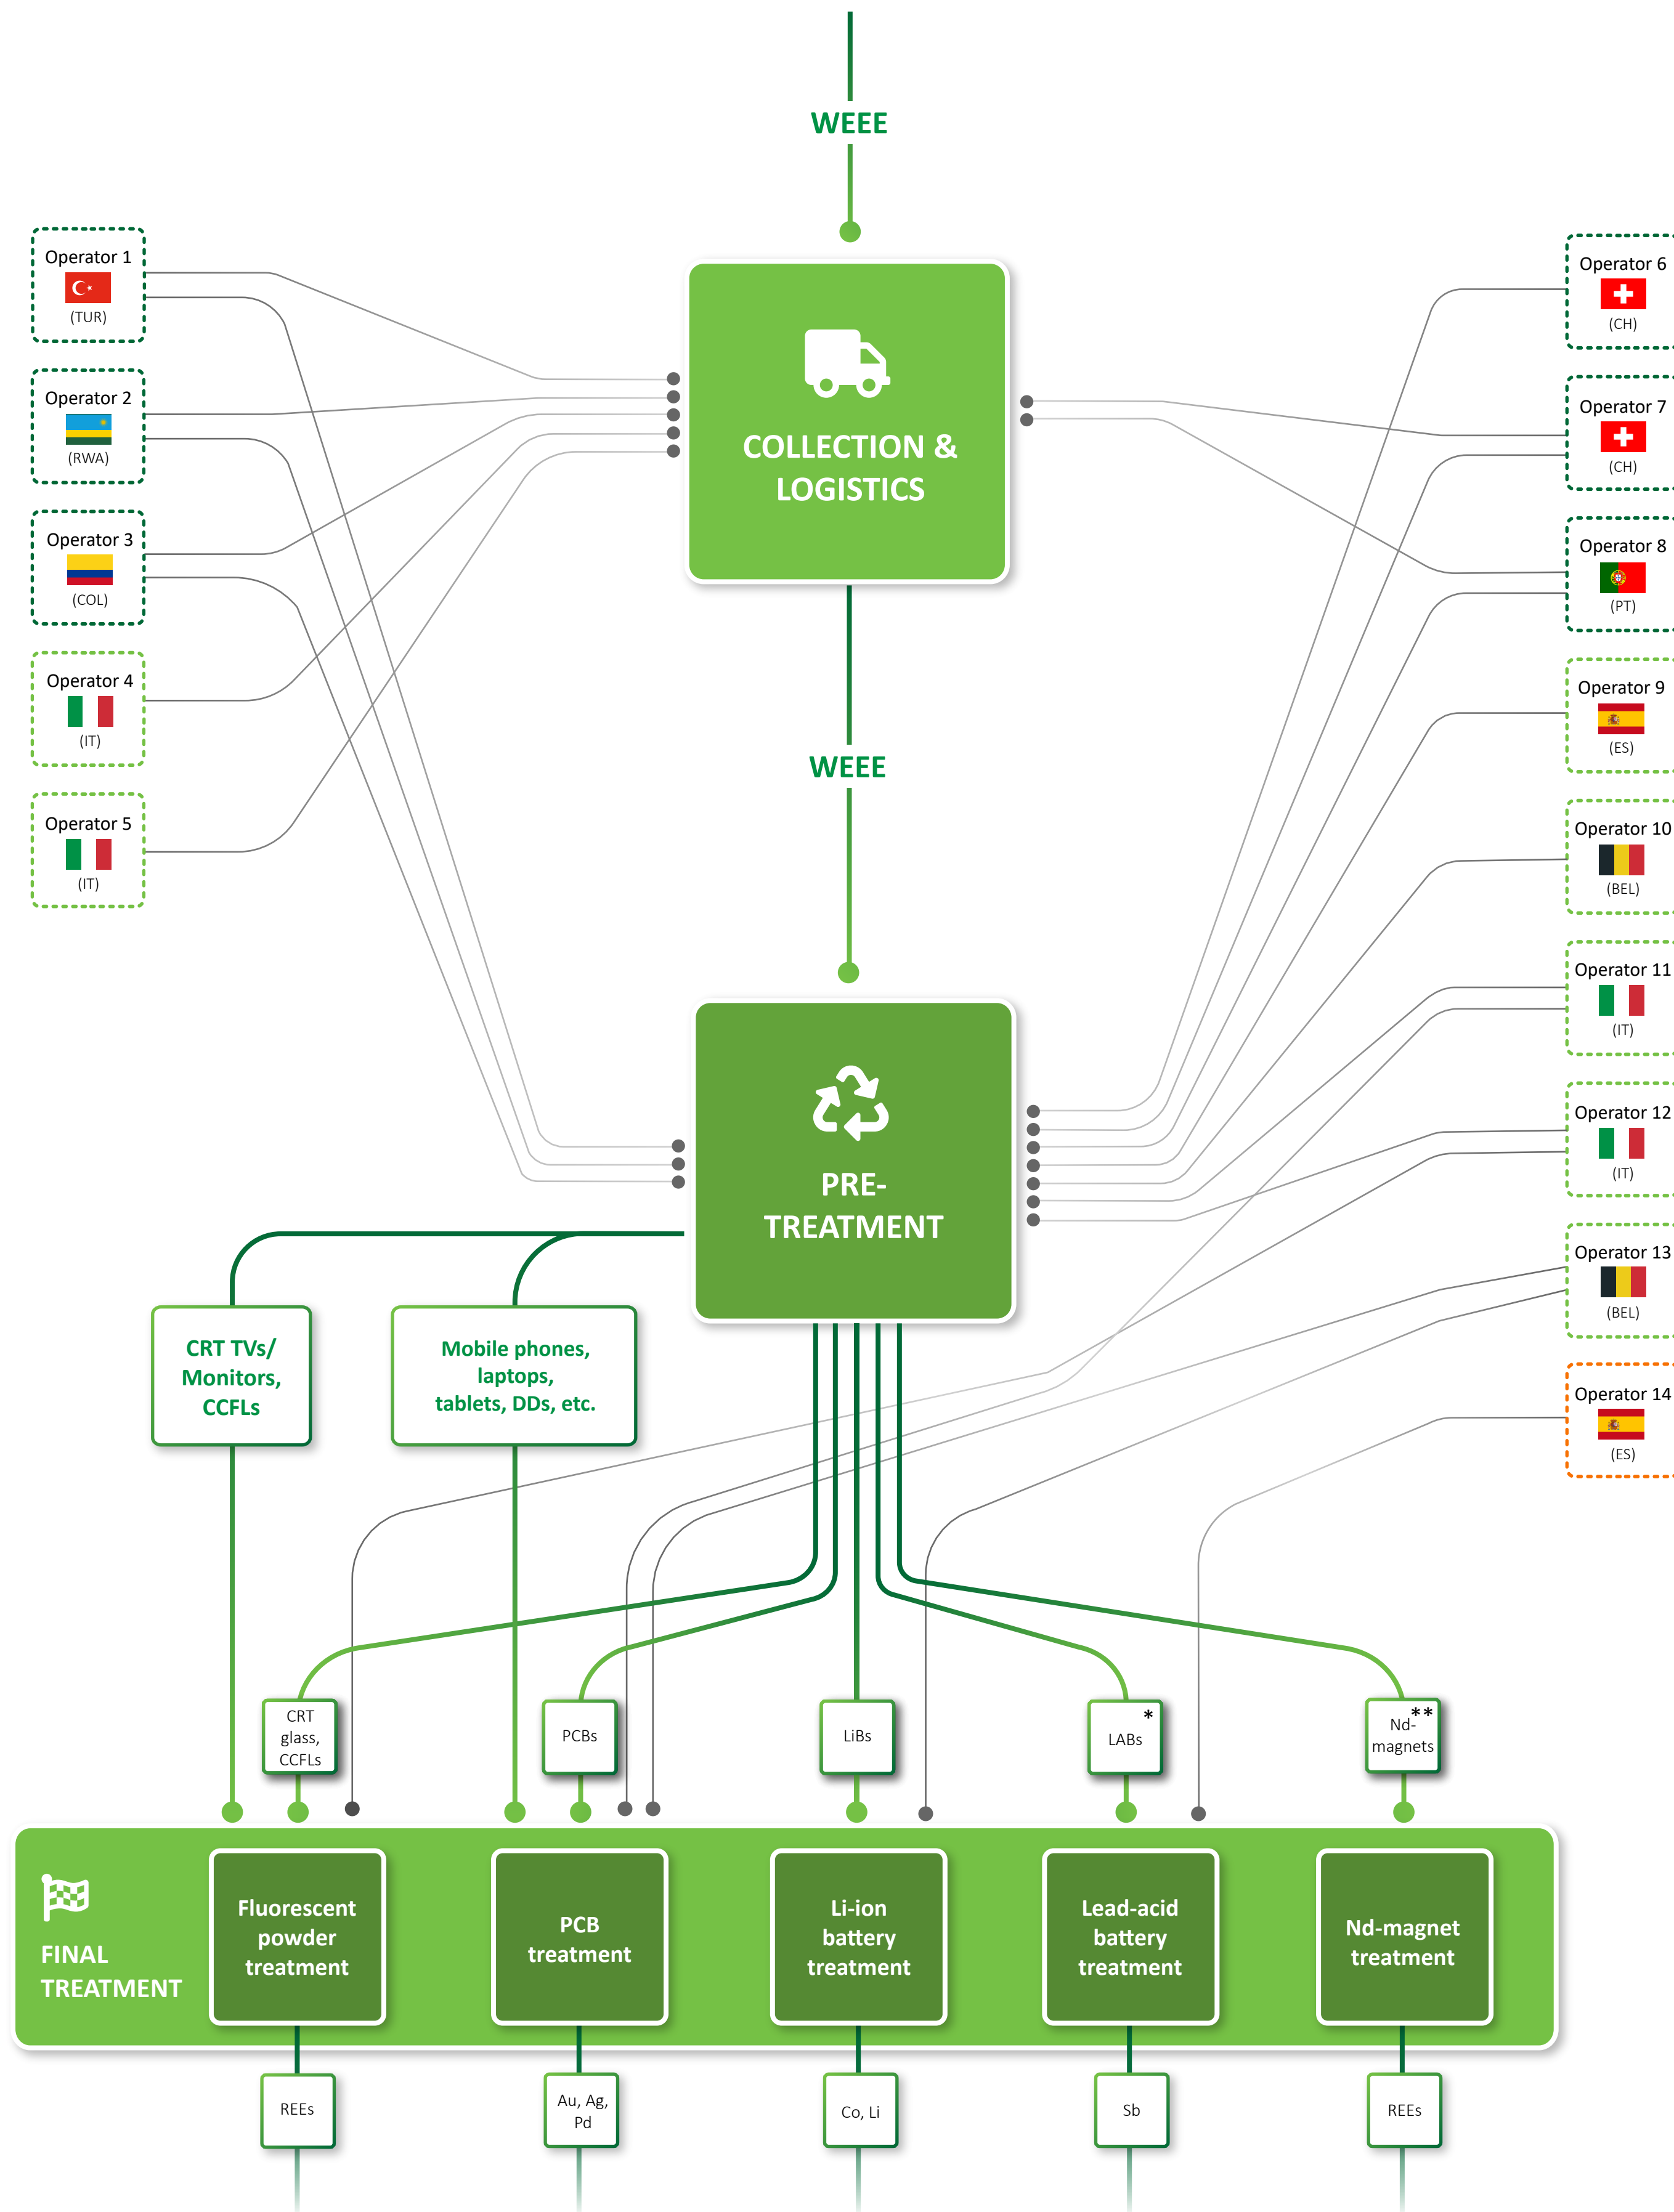 WEEE
Operator 1
(TUR)
Operator 2
(RWA)
Operator 3
(COL)
Operator 4
(IT)
Operator 5
(IT)
COLLECTION &
LOGISTICS
Operator 6
(CH)
Operator 7
(CH)
Operator 8
(PT)
Operator 9
(ES)
Operator 10
(BEL)
Operator 11
(IT)
Operator 12
(IT)
Operator 13
(BEL)
Operator 14
(ES)
WEEE
PRE-
TREATMENT
CRT TVs/
Monitors,
CCFLs
Mobile phones,
laptops,
tablets, DDs, etc.
CRT
glass,
CCFLs
PCBs
LiBs
*
LABs
**
Nd-
magnets
FINAL
TREATMENT
Fluorescent
powder
treatment
PCB
treatment
Li-ion
battery
treatment
Lead-acid
battery
treatment
Nd-magnet
treatment
REEs
Au, Ag,
Pd
Co, Li
Sb
REEs